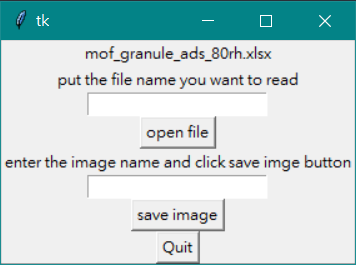 tk
mof_granule_ads_80rh.xlsx
put the file name you want to read
open file
enter the image name and click save imge button
save image
Quit